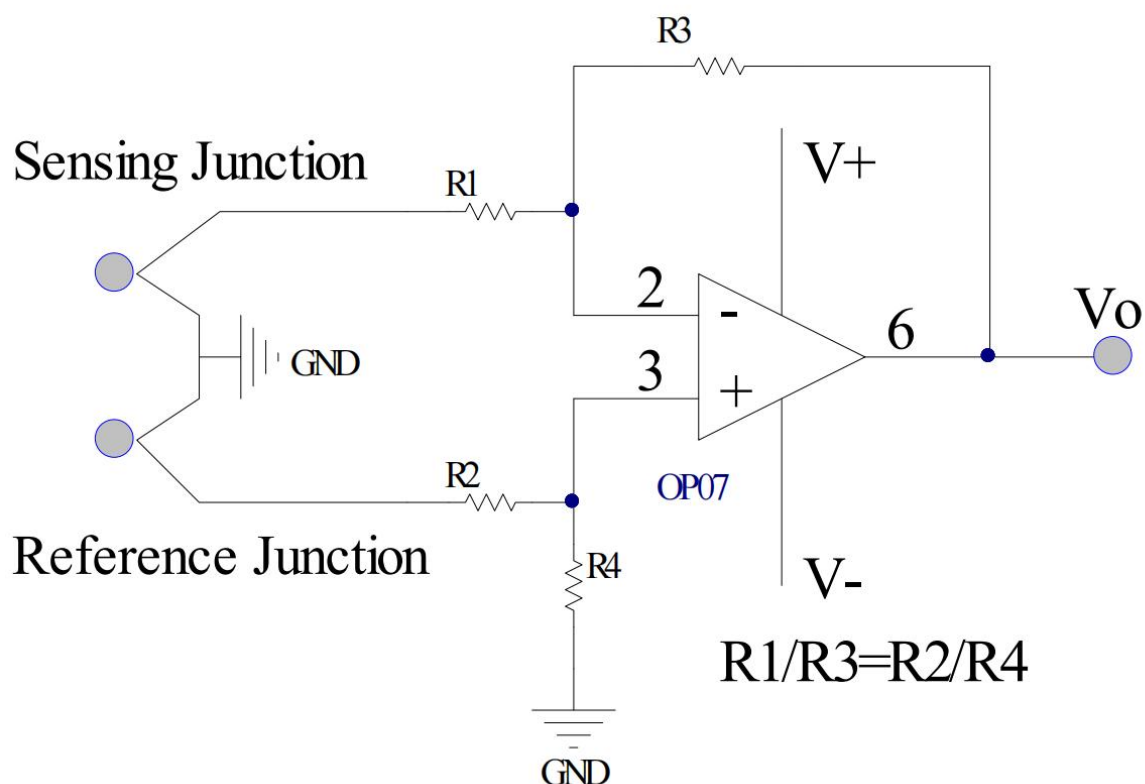 R3
Sensing Junction
V+
R1
2
-
6
Vo
GND
3
+
R2
OP07
Reference Junction
R4
V-
R1/R3=R2/R4
GND